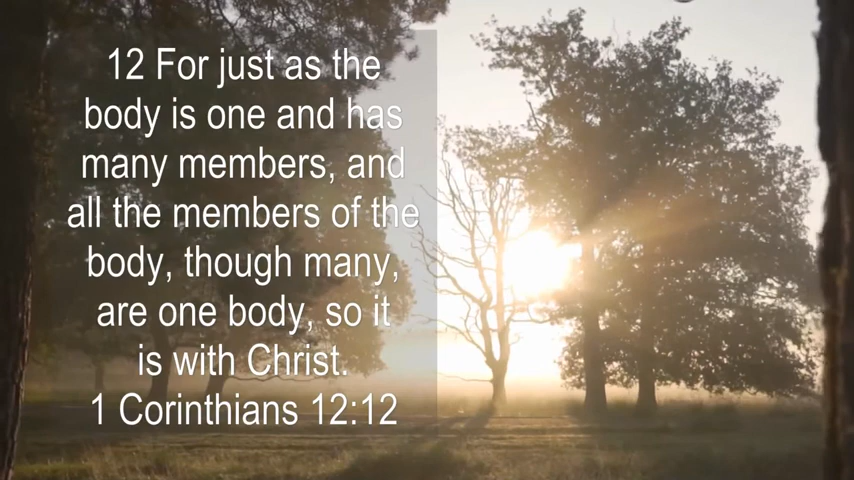 12 For just as the
body is one and has
many members, and
all the members of the
body, though many,
are one body, so it
is with Christ.
1 Corinthians 12:12